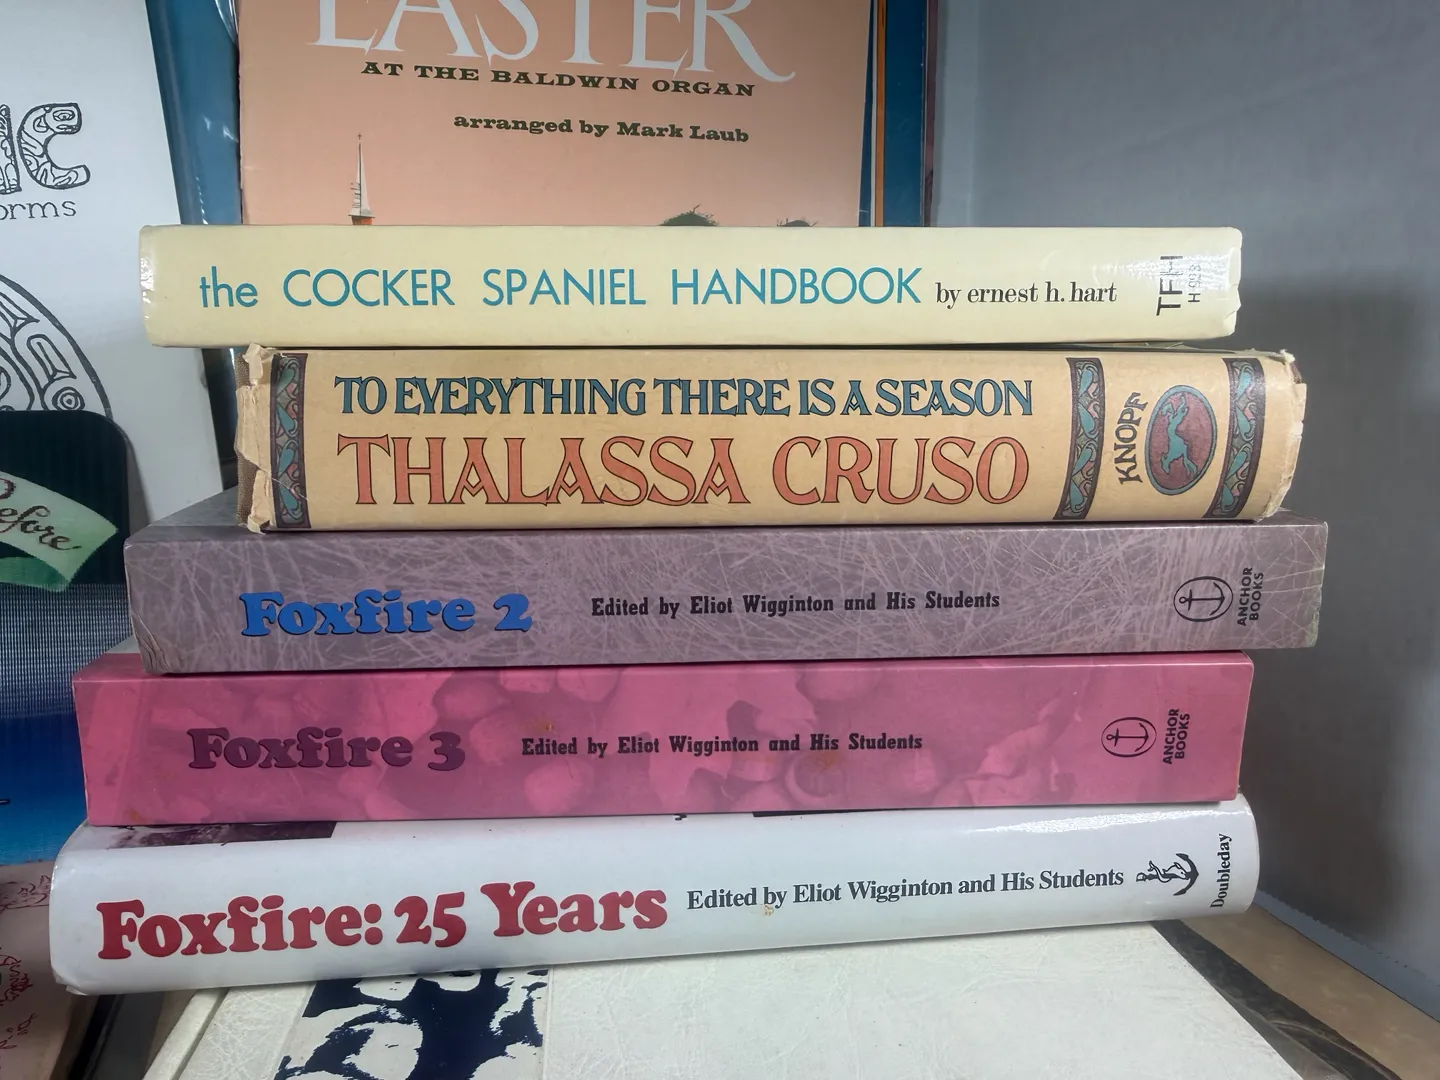 EASTER
AT THE BALDWIN ORGAN
arranged by Mark Laub
orms
the COCKER SPANIEL HANDBOOK by ernest h. hart
TFH
TO EVERYTHING THERE IS A SEASON
THALASSA CRUSO
KNOPF
efore
Foxfire 2 Edited by Eliot Wigginton and His Students
ANCHOR
BOOKS
Foxfire 3 Edited by Eliot Wigginton and His Students
ANCHOR
BOOKS
Foxfire: 25 Years Edited by Eliot Wigginton and His Students
Doubleday